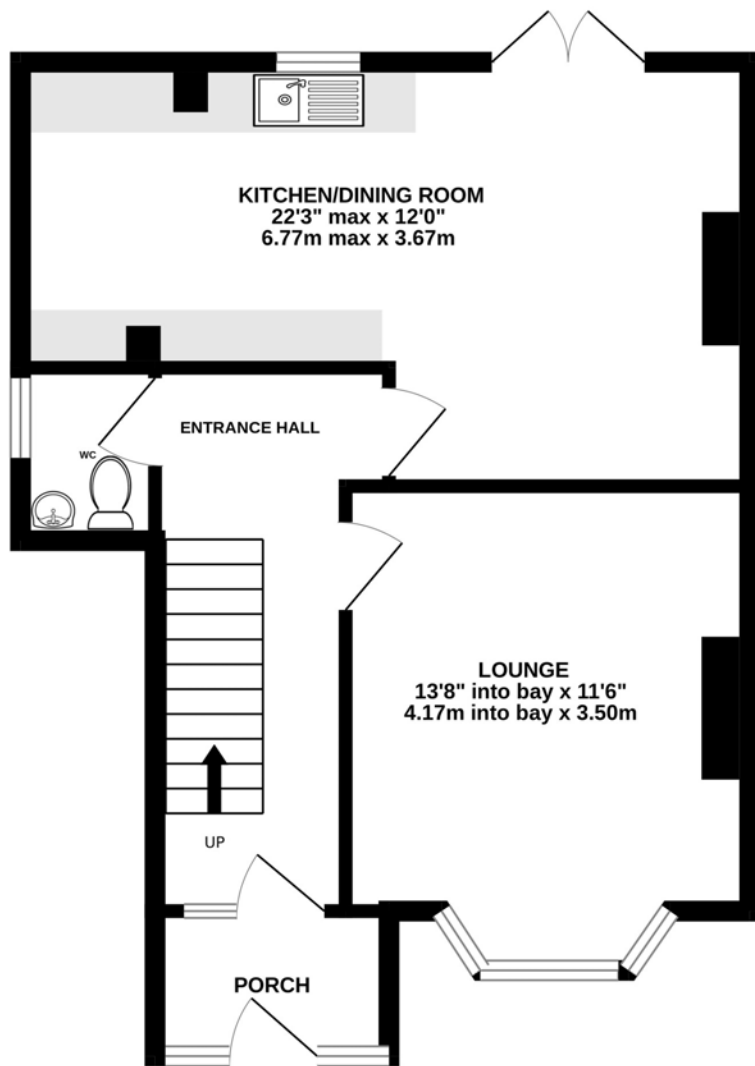 KITCHEN/DINING ROOM
22'3" max x 12'0"
6.77m max x 3.67m
ENTRANCE HALL
WC
LOUNGE
13'8" into bay x 11'6"
4.17m into bay x 3.50m
UP
PORCH